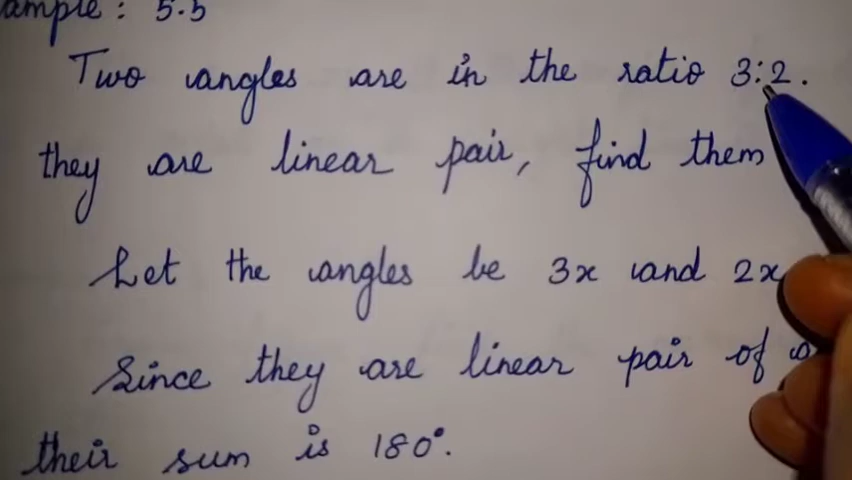 ample: 5.5
Two angles are in the ratio 3:2.
they are linear pair, find them
Let the angles be 3x and 2x
Since they are linear pair of
their sum is 180°.